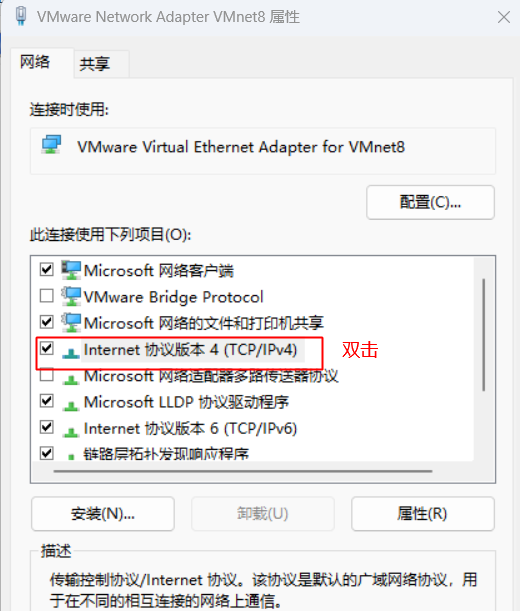 VMware Network Adapter VMnet8 属性
网络
共享
连接时使用:
VMware Virtual Ethernet Adapter for VMnet8
配置(C)...
此连接使用下列项目(O):
Microsoft 网络客户端
VMware Bridge Protocol
Microsoft 网络的文件和打印机共享
Internet 协议版本 4 (TCP/IPv4)
双击
Microsoft 网络适配器多路传送器协议
Microsoft LLDP 协议驱动程序
Internet 协议版本 6 (TCP/IPv6)
链路层拓扑发现响应程序
安装(N)...
卸载(U)
属性(R)
描述
传输控制协议/Internet 协议。该协议是默认的广域网络协议，用
于在不同的相互连接的网络上通信。